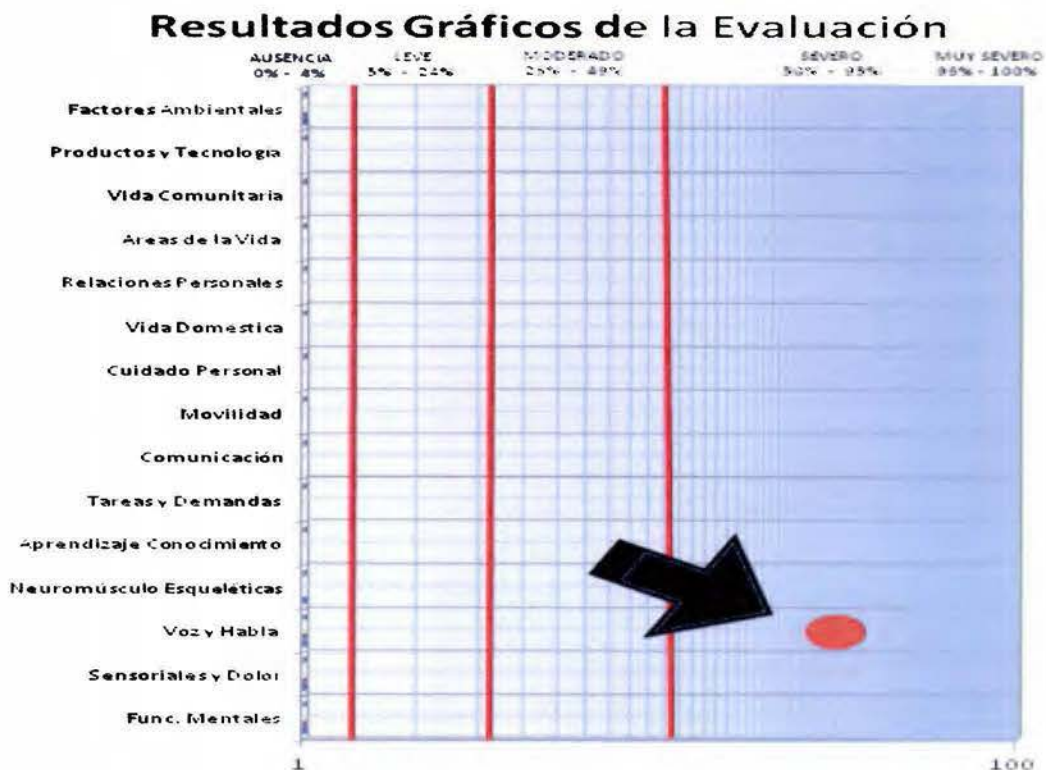 Resultados Gráficos de la Evaluación
AUSENCIA LEVE MODERADO SEVERO MUY SEVERO
0% - 4% 5% - 24% 25% - 49% 50% - 95% 96% - 100%
Factores Ambientales
Productos y Tecnología
Vida Comunitaria
Areas de la Vida
Relaciones Personales
Vida Domestica
Cuidado Personal
Movilidad
Comunicación
Tareas y Demandas
Aprendizaje Conocimiento
Neuromúsculo Esqueléticas
Voz y Habla
Sensoriales y Dolor
Func. Mentales
1 100